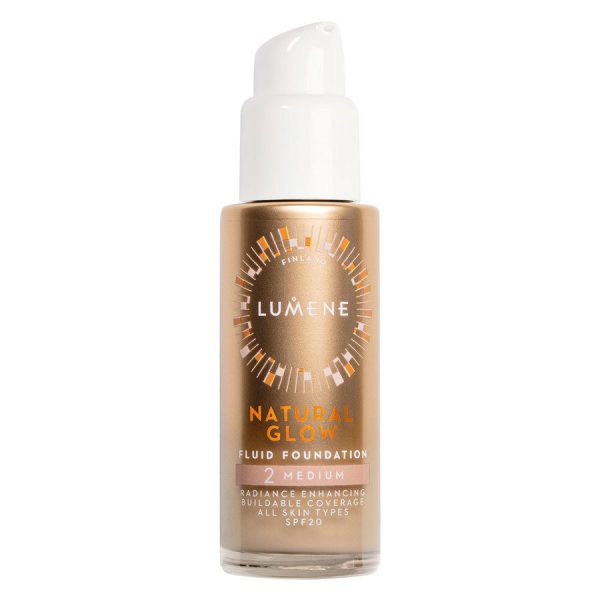 FINLAND
LUMENE
NATURAL
GLOW
FLUID FOUNDATION
2 MEDIUM
RADIANCE ENHANCING
BUILDABLE COVERAGE
ALL SKIN TYPES
SPF20